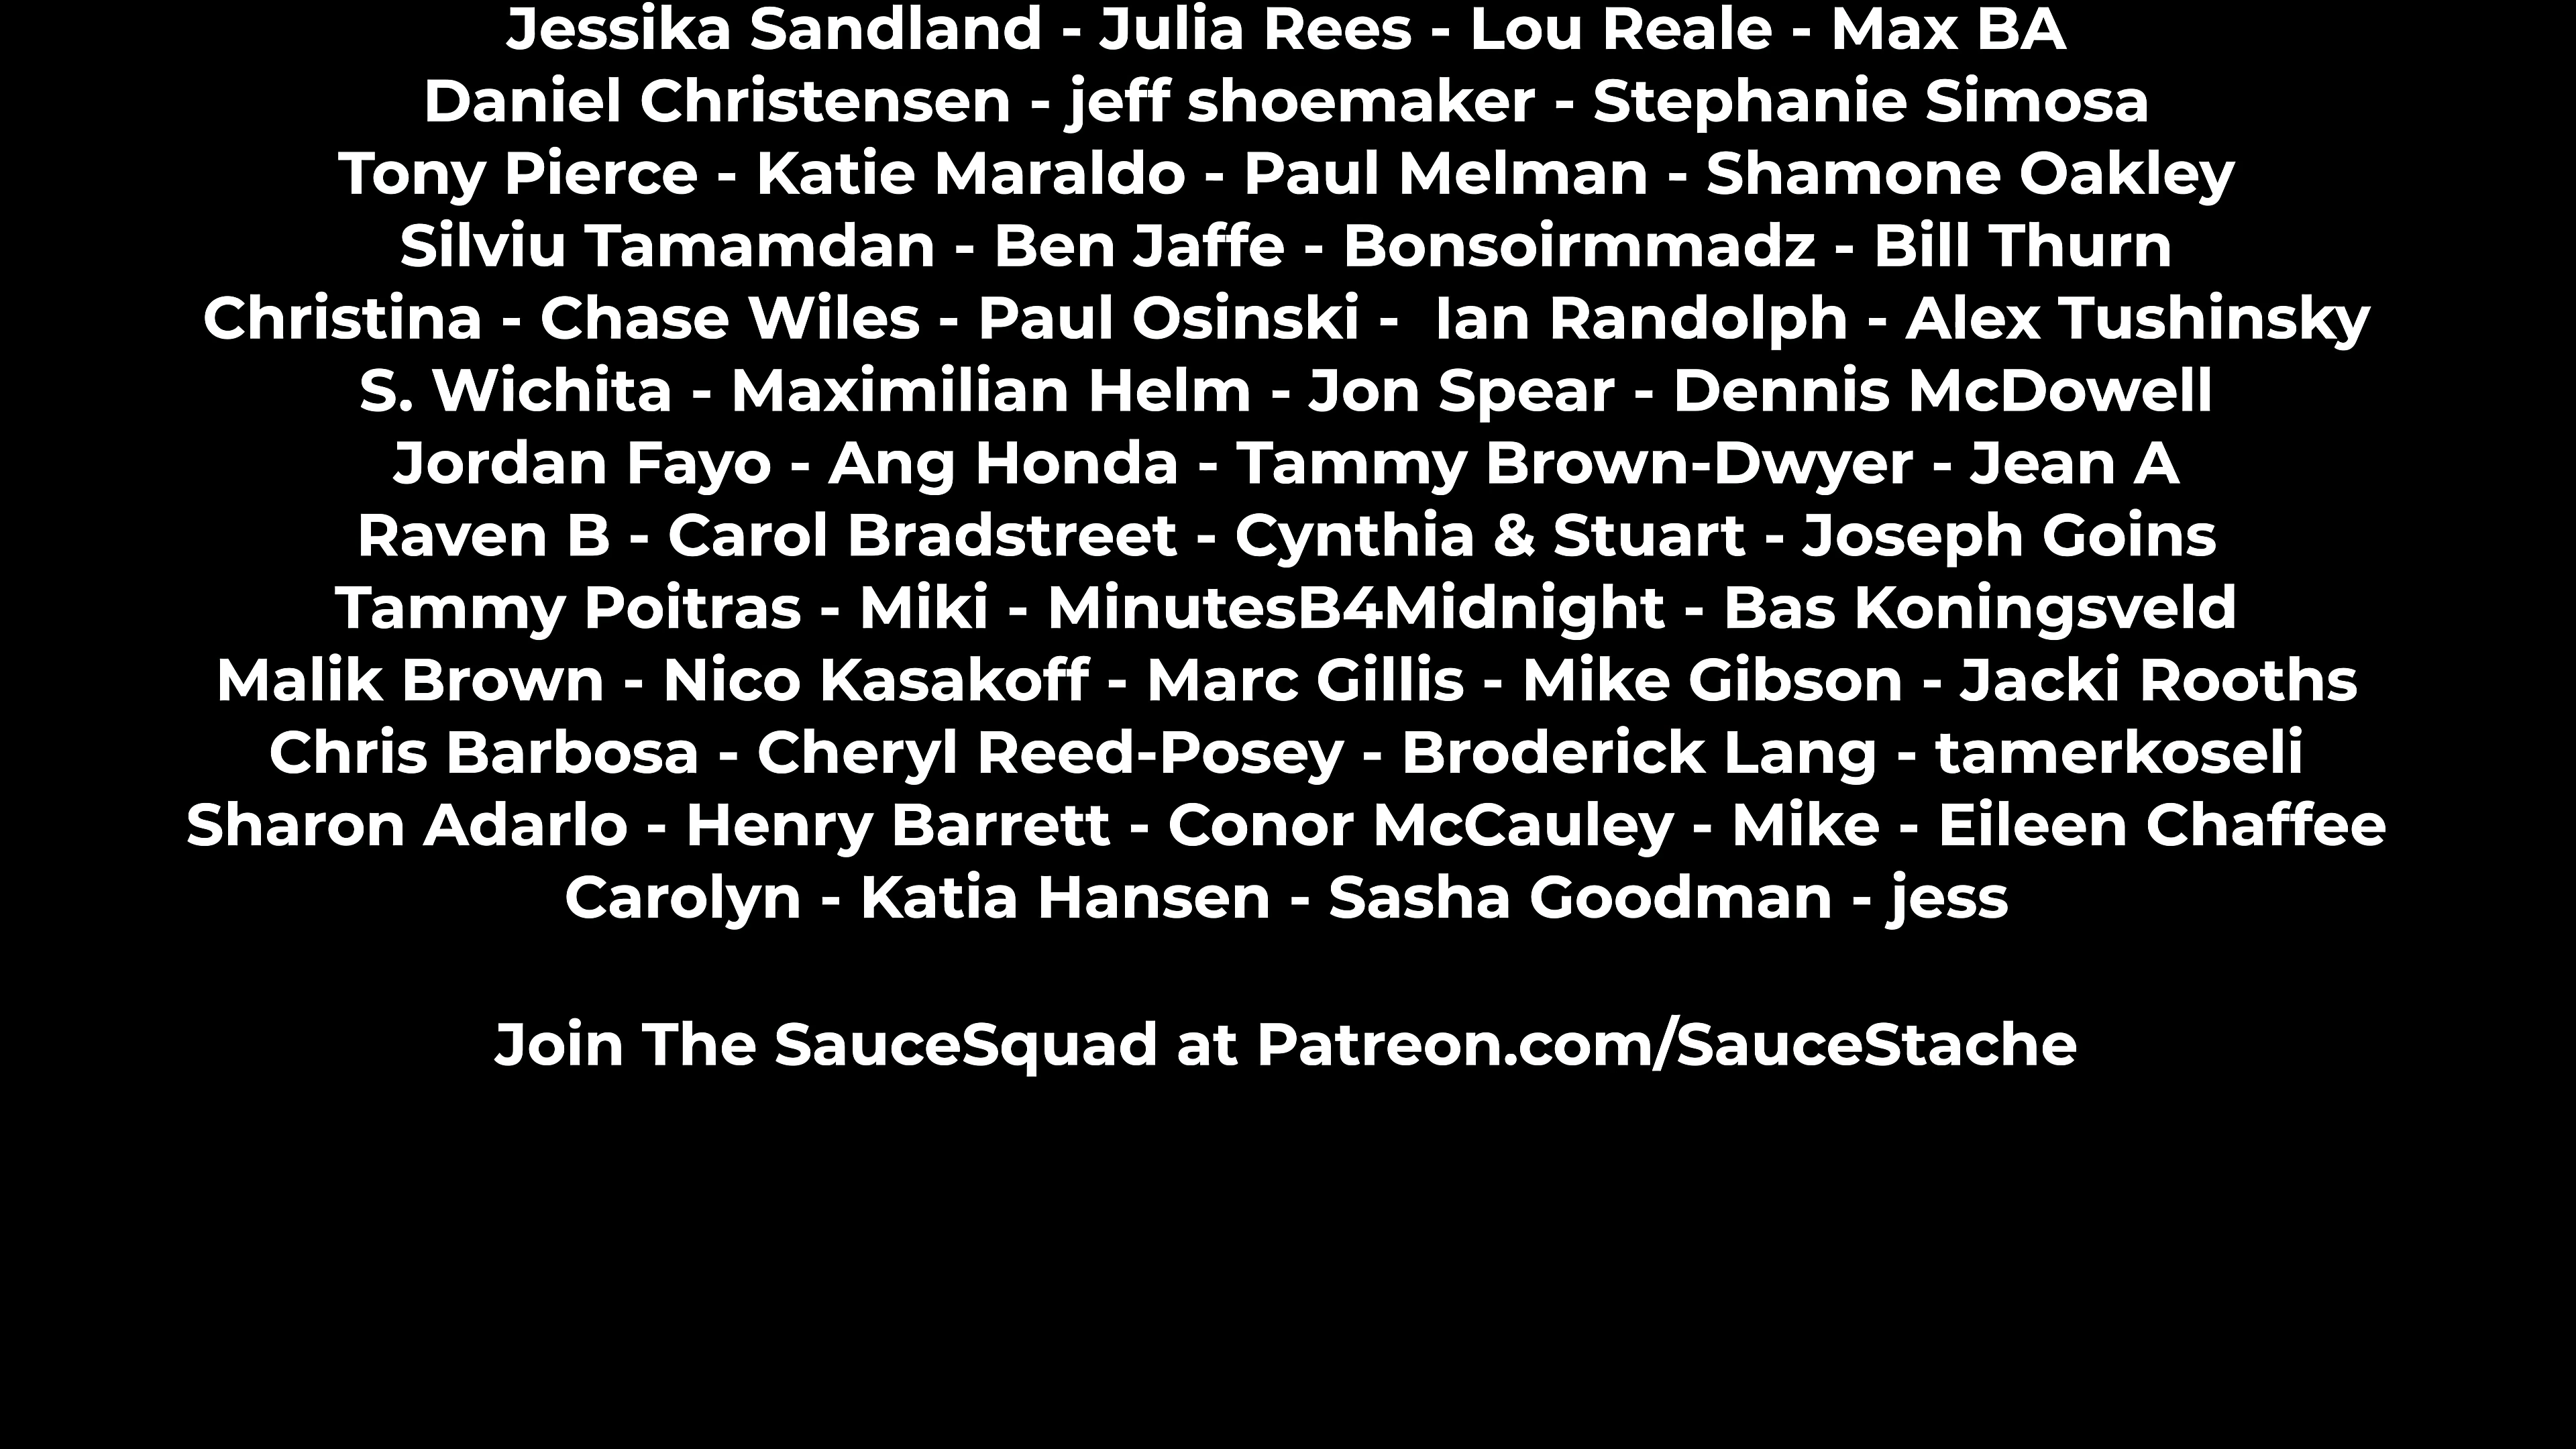 Jessika Sandland - Julia Rees - Lou Reale - Max BA
Daniel Christensen - jeff shoemaker - Stephanie Simosa
Tony Pierce - Katie Maraldo - Paul Melman - Shamone Oakley
Silviu Tamamdan - Ben Jaffe - Bonsoirmmadz - Bill Thurn
Christina - Chase Wiles - Paul Osinski -  Ian Randolph - Alex Tushinsky
S. Wichita - Maximilian Helm - Jon Spear - Dennis McDowell
Jordan Fayo - Ang Honda - Tammy Brown-Dwyer - Jean A
Raven B - Carol Bradstreet - Cynthia & Stuart - Joseph Goins
Tammy Poitras - Miki - MinutesB4Midnight - Bas Koningsveld
Malik Brown - Nico Kasakoff - Marc Gillis - Mike Gibson - Jacki Rooths
Chris Barbosa - Cheryl Reed-Posey - Broderick Lang - tamerkoseli
Sharon Adarlo - Henry Barrett - Conor McCauley - Mike - Eileen Chaffee
Carolyn - Katia Hansen - Sasha Goodman - jess
Join The SauceSquad at Patreon.com/SauceStache